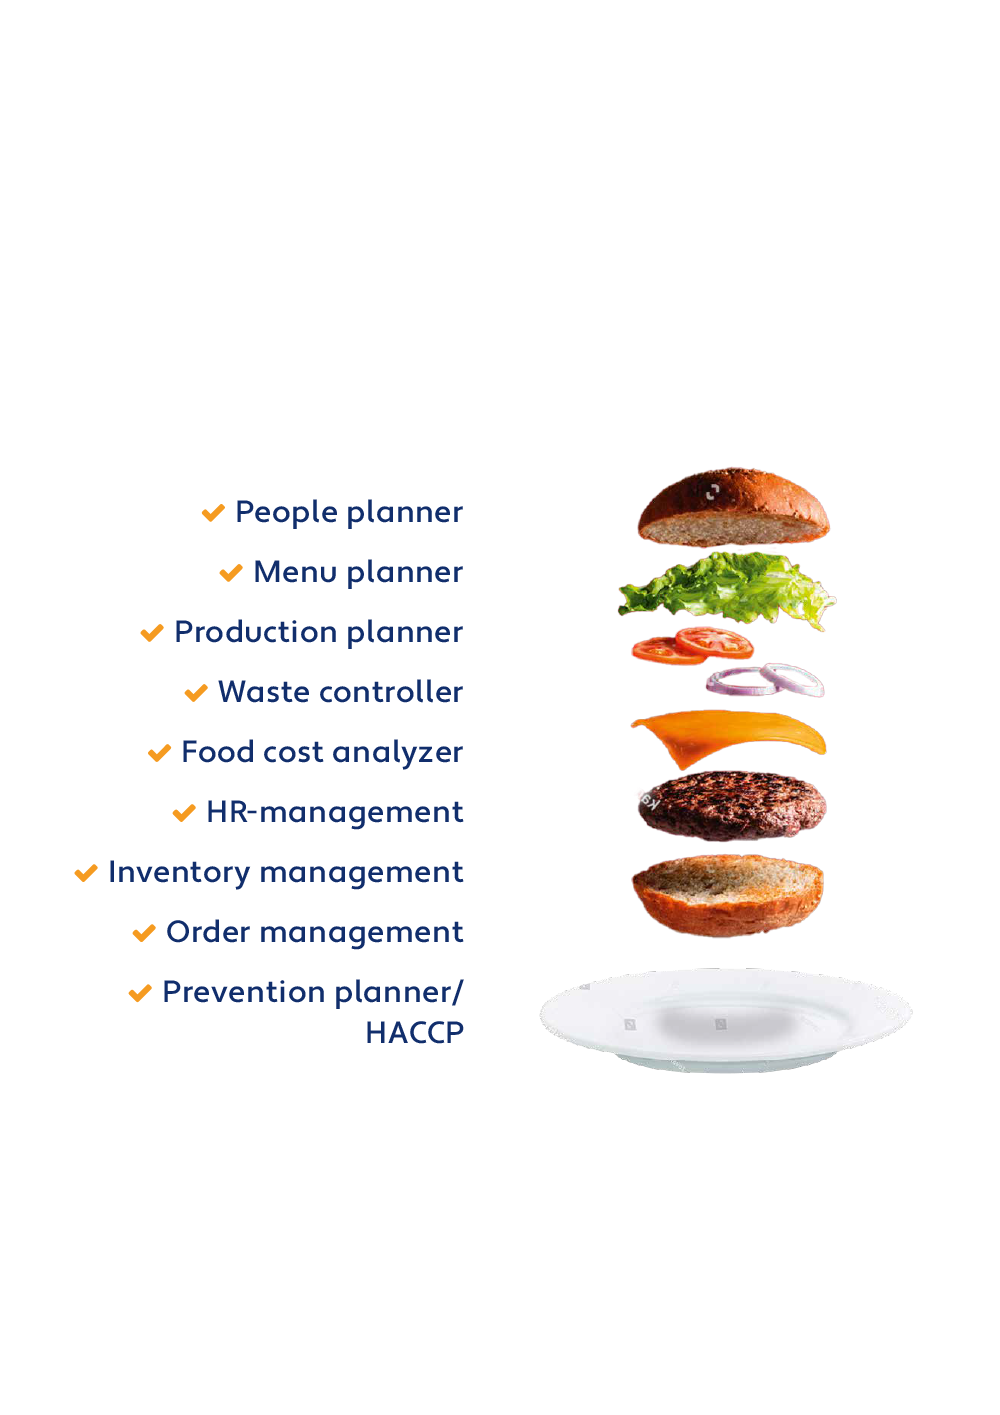 People planner
Menu planner
Production planner
Waste controller
Food cost analyzer
HR-management
Inventory management
Order management
Prevention planner/
HACCP